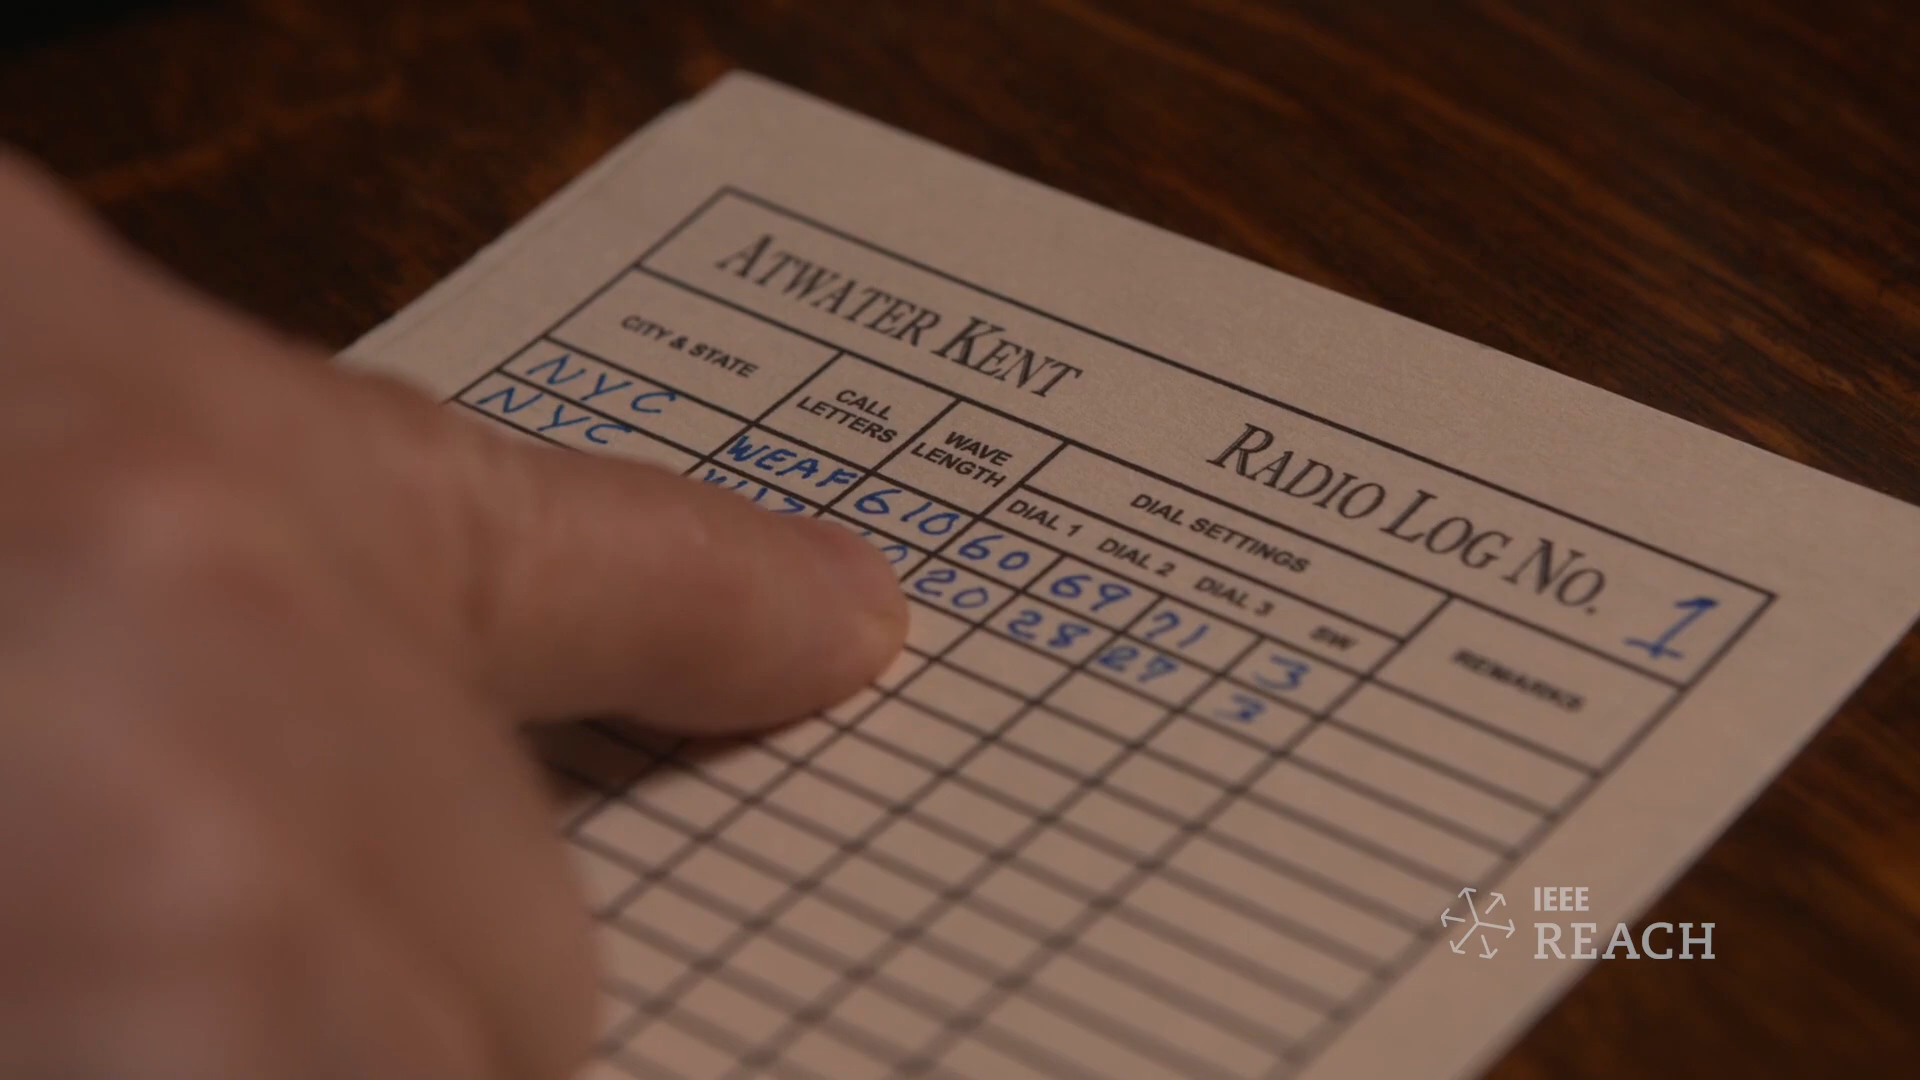 ATWATER KENT RADIO LOG NO. 1
CITY & STATE
CALL LETTERS
WAVE LENGTH
DIAL SETTINGS
DIAL 1 DIAL 2 DIAL 3 SW
REMARKS
NYC WEAF 610 60 69 71 3
NYC 20 28 27 3
IEEE
REACH